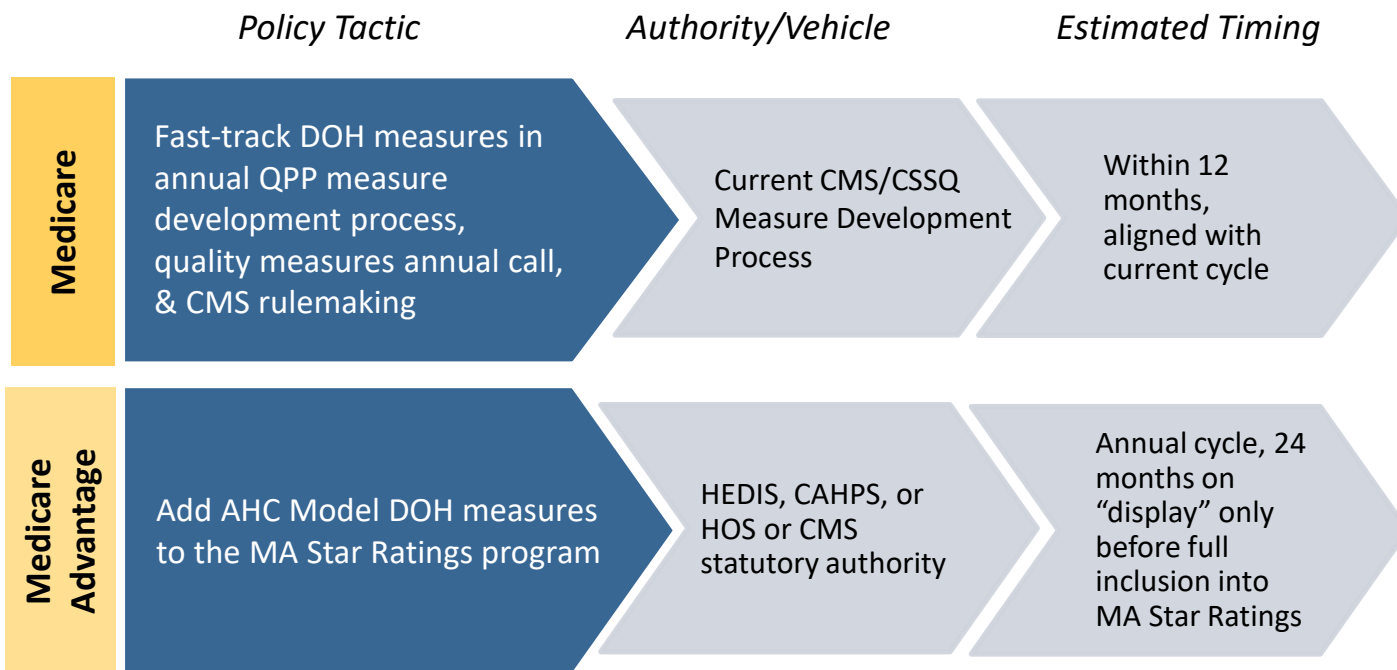 Policy Tactic
Authority/Vehicle
Estimated Timing
Medicare
Fast-track DOH measures in
annual QPP measure
development process,
quality measures annual call,
& CMS rulemaking
Current CMS/CSSQ
Measure Development
Process
Within 12
months,
aligned with
current cycle
Medicare
Advantage
Add AHC Model DOH measures
to the MA Star Ratings program
HEDIS, CAHPS, or
HOS or CMS
statutory authority
Annual cycle, 24
months on
“display” only
before full
inclusion into
MA Star Ratings